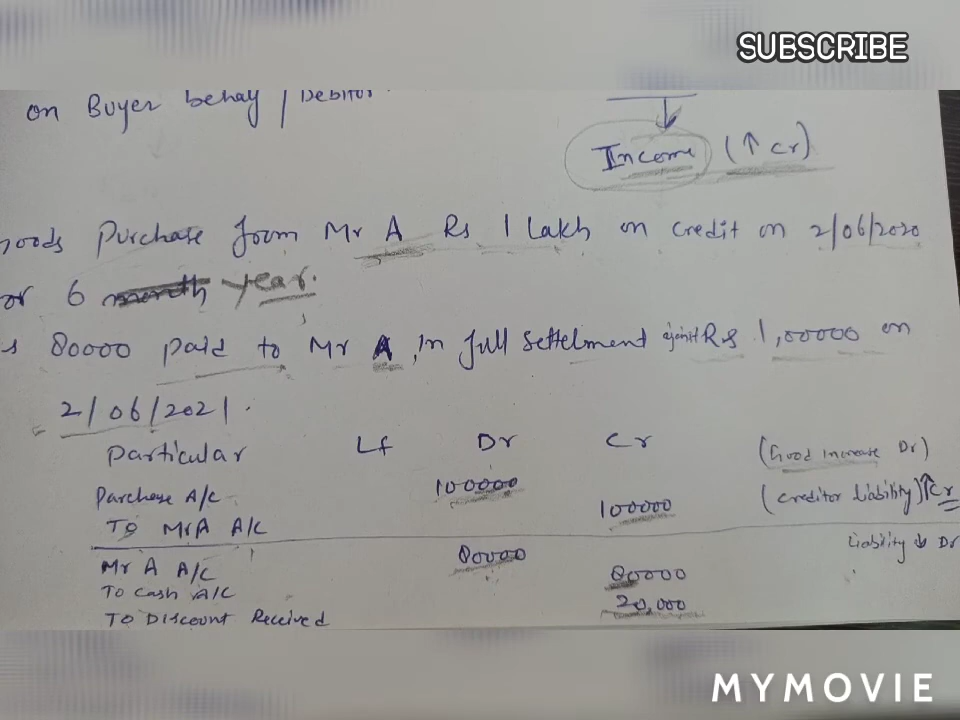 SUBSCRIBE
on Buyer behay / Debitor
Income (↑ Cr)
Goods Purchase from Mr A Rs 1 Lakh on credit on 2/06/2020
or 6 month year.
s 80000 paid to Mr A, in full settelment against Rs 1,00000 on
2/06/2021.
Particular Lf Dr Cr (Good increase Dr)
Parchase A/C 100000 (creditor liability) ↑ Cr
To Mr A A/C 100000
Liability ↓ Dr
Mr A A/C 80000
To cash A/C 80000
To Discount Received 20,000
MYMOVIE